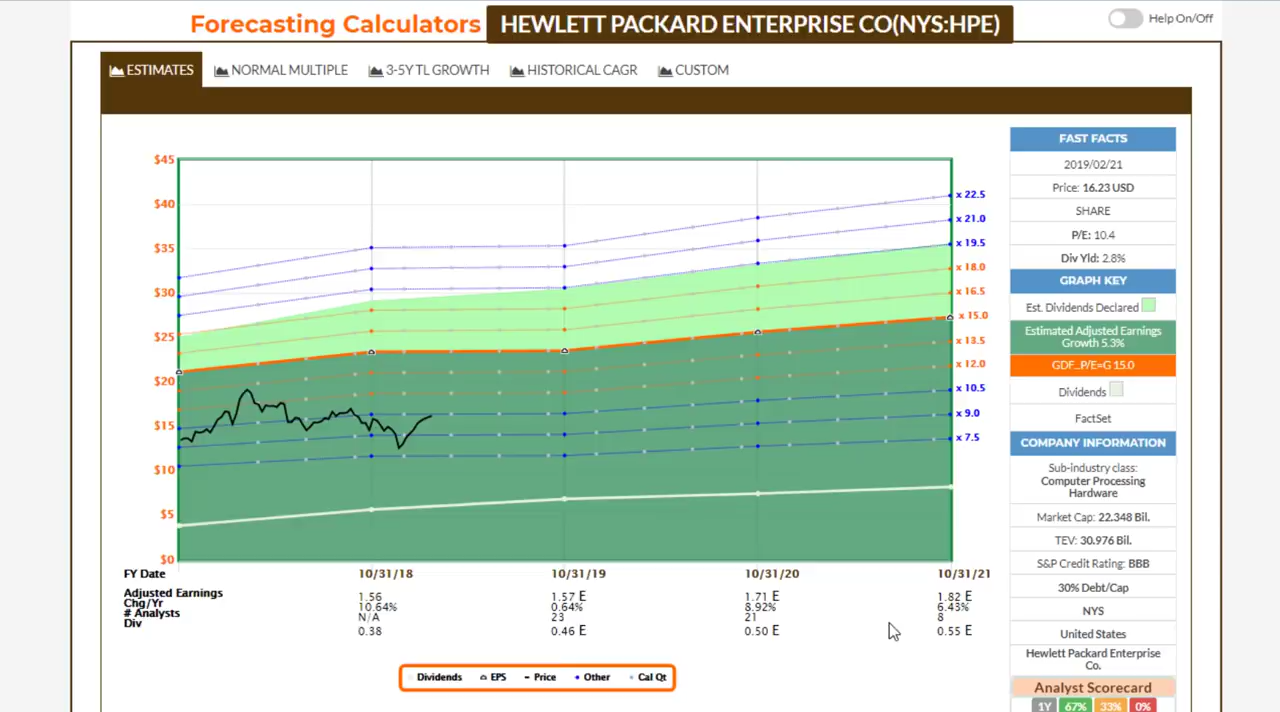 Forecasting Calculators HEWLETT PACKARD ENTERPRISE CO(NYS:HPE)
Help On/Off
ESTIMATES NORMAL MULTIPLE 3-5Y TL GROWTH HISTORICAL CAGR CUSTOM
$45
$40
$35
$30
$25
$20
$15
$10
$5
$0
x 22.5
x 21.0
x 19.5
x 18.0
x 16.5
x 15.0
x 13.5
x 12.0
x 10.5
x 9.0
x 7.5
FY Date 10/31/18 10/31/19 10/31/20 10/31/21
Adjusted Earnings 1.56 1.57 E 1.71 E 1.82 E
Chg/Yr 10.64% 0.64% 8.92% 6.43%
# Analysts N/A 23 21 8
Div 0.38 0.46 E 0.50 E 0.55 E
Dividends EPS Price Other Cal Qt
FAST FACTS
2019/02/21
Price: 16.23 USD
SHARE
P/E: 10.4
Div Yld: 2.8%
GRAPH KEY
Est. Dividends Declared
Estimated Adjusted Earnings
Growth 5.3%
GDF_P/E=G 15.0
Dividends
FactSet
COMPANY INFORMATION
Sub-industry class:
Computer Processing
Hardware
Market Cap: 22.348 Bil.
TEV: 30.976 Bil.
S&P Credit Rating: BBB
30% Debt/Cap
NYS
United States
Hewlett Packard Enterprise
Co.
Analyst Scorecard
1Y 67% 33% 0%